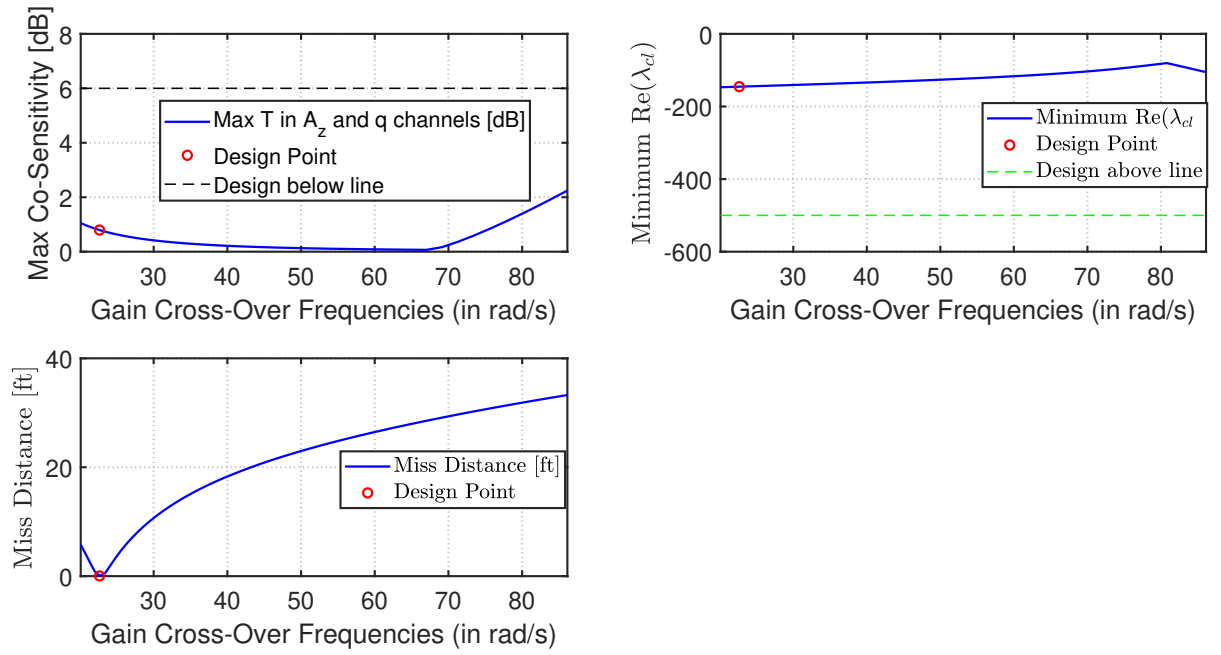 Max Co-Sensitivity [dB]
8
6
4
2
0
Max T in A_z and q channels [dB]
Design Point
Design below line
30 40 50 60 70 80
Gain Cross-Over Frequencies (in rad/s)
Minimum Re(λ_cl)
0
-200
-400
-600
Minimum Re(λ_cl
Design Point
Design above line
30 40 50 60 70 80
Gain Cross-Over Frequencies (in rad/s)
Miss Distance [ft]
40
20
0
Miss Distance [ft]
Design Point
30 40 50 60 70 80
Gain Cross-Over Frequencies (in rad/s)